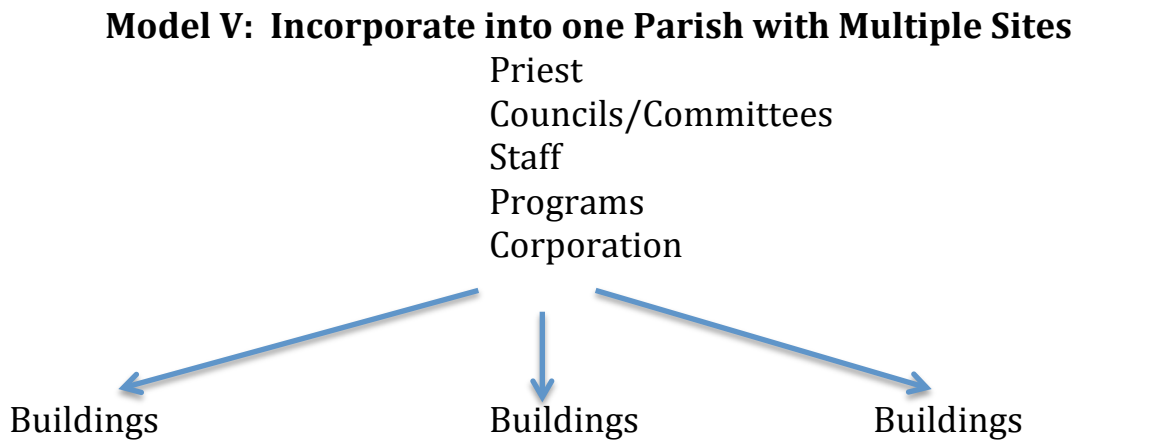 Model V: Incorporate into one Parish with Multiple Sites
Priest
Councils/Committees
Staff
Programs
Corporation
Buildings Buildings Buildings